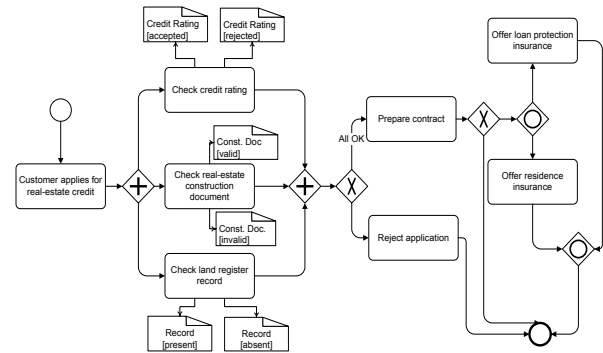 Credit Rating
[accepted]
Credit Rating
[rejected]
Offer loan protection
insurance
Check credit rating
Prepare contract
Const. Doc
[valid]
All OK
X
X
Customer applies for
real-estate credit
Check real-estate
construction
document
Offer residence
insurance
Const. Doc.
[invalid]
Reject application
Check land register
record
Record
[present]
Record
[absent]